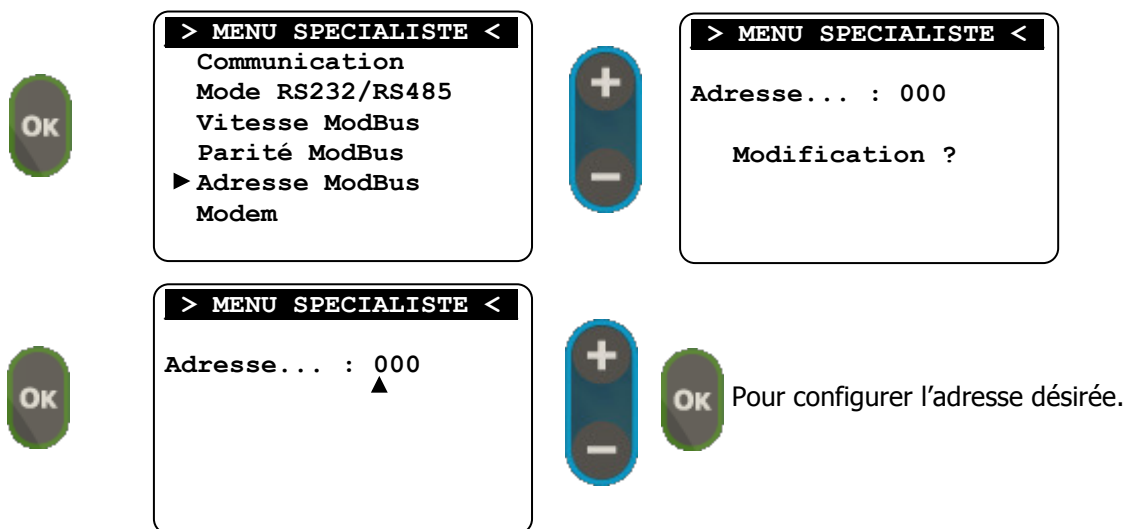 OK
> MENU SPECIALISTE <
Communication
Mode RS232/RS485
Vitesse ModBus
Parité ModBus
►Adresse ModBus
Modem
+
−
> MENU SPECIALISTE <
Adresse... : 000
Modification ?
OK
> MENU SPECIALISTE <
Adresse... : 000
▲
+
−
OK
Pour configurer l’adresse désirée.